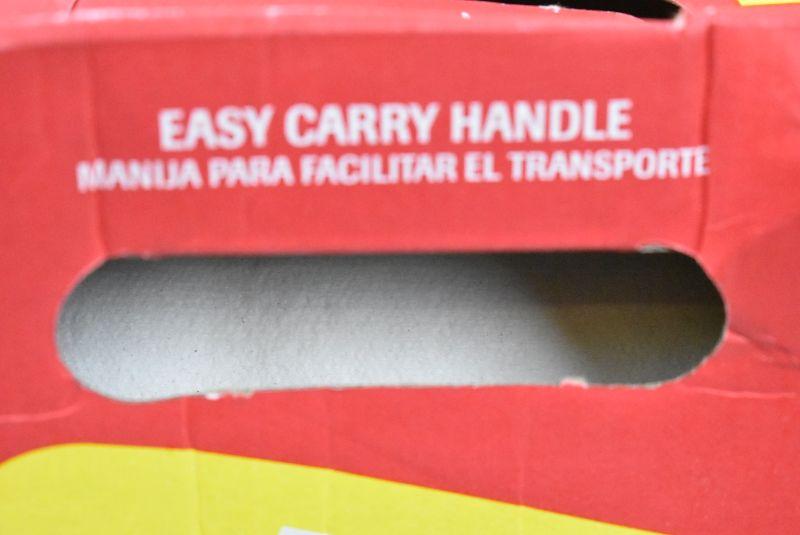 EASY CARRY HANDLE
MANIJA PARA FACILITAR EL TRANSPORTE